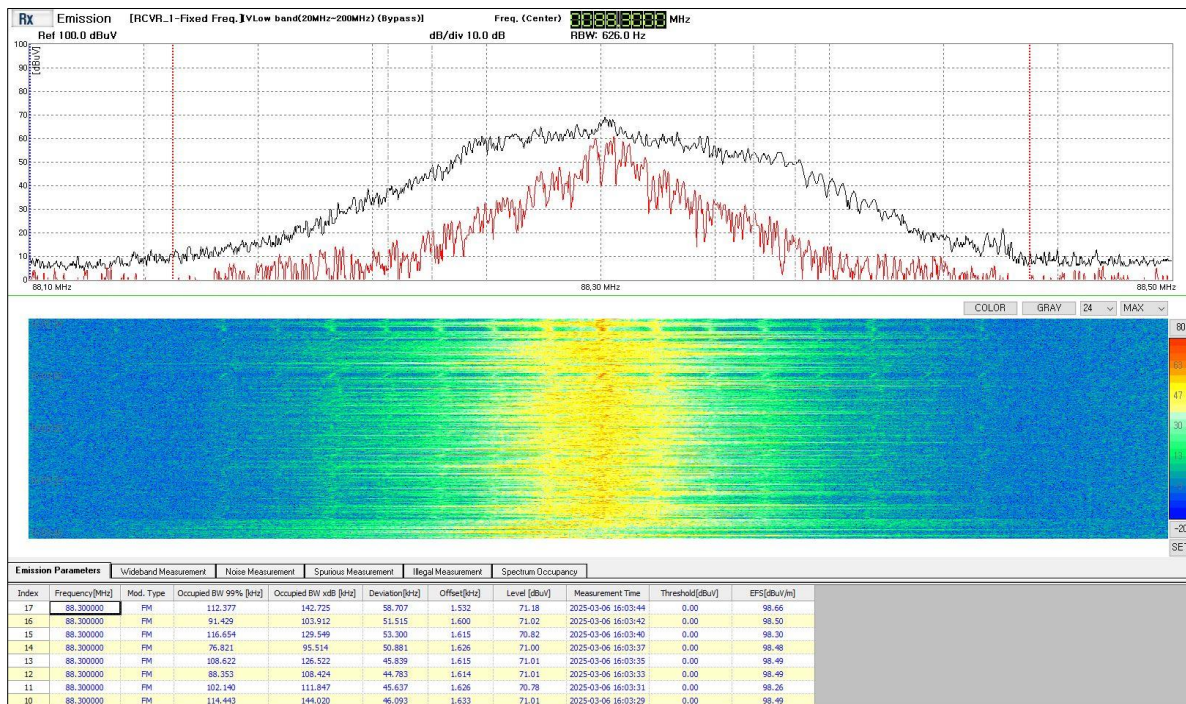 Rx Emission [RCVR_1-Fixed Freq.][VLow band(20MHz~200MHz)(Bypass)] Freq. (Center) MHz
Ref 100.0 dBuV dB/div 10.0 dB RBW: 626.0 Hz
100
[dBuV]
90
80
70
60
50
40
30
20
10
0
88,10 MHz 88,30 MHz 88,50 MHz
COLOR GRAY 24 MAX
80
47
30
-20
SET
Emission Parameters Wideband Measurement Noise Measurement Spurious Measurement Illegal Measurement Spectrum Occupancy
Index Frequency[MHz] Mod. Type Occupied BW 99% [kHz] Occupied BW xdB [kHz] Deviation[kHz] Offset[kHz] Level [dBuV] Measurement Time Threshold[dBuV] EFS[dBuV/m]
17 88.300000 FM 112.377 142.725 58.707 1.532 71.18 2025-03-06 16:03:44 0.00 98.66
16 88.300000 FM 91.429 103.912 51.515 1.600 71.02 2025-03-06 16:03:42 0.00 98.50
15 88.300000 FM 116.654 129.549 53.300 1.615 70.82 2025-03-06 16:03:40 0.00 98.30
14 88.300000 FM 76.821 95.514 50.881 1.626 71.00 2025-03-06 16:03:37 0.00 98.48
13 88.300000 FM 108.622 126.522 45.839 1.615 71.01 2025-03-06 16:03:35 0.00 98.49
12 88.300000 FM 88.353 108.424 44.783 1.614 71.01 2025-03-06 16:03:33 0.00 98.49
11 88.300000 FM 102.140 111.847 45.637 1.626 70.78 2025-03-06 16:03:31 0.00 98.26
10 88.300000 FM 114.443 144.020 46.093 1.633 71.01 2025-03-06 16:03:29 0.00 98.49